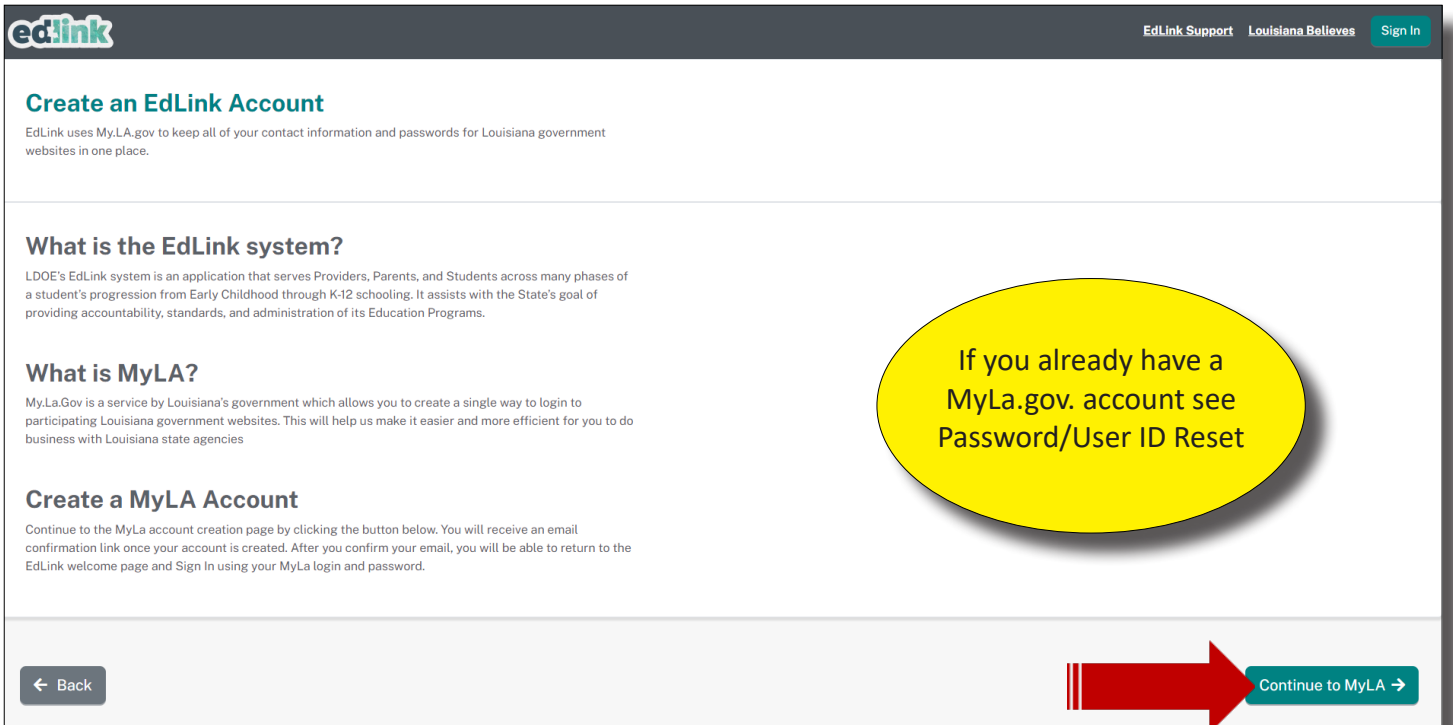 edlink
EdLink Support Louisiana Believes Sign In
Create an EdLink Account
EdLink uses My.LA.gov to keep all of your contact information and passwords for Louisiana government
websites in one place.
What is the EdLink system?
LDOE's EdLink system is an application that serves Providers, Parents, and Students across many phases of
a student's progression from Early Childhood through K-12 schooling. It assists with the State's goal of
providing accountability, standards, and administration of its Education Programs.
What is MyLA?
My.La.Gov is a service by Louisiana's government which allows you to create a single way to login to
participating Louisiana government websites. This will help us make it easier and more efficient for you to do
business with Louisiana state agencies
Create a MyLA Account
Continue to the MyLa account creation page by clicking the button below. You will receive an email
confirmation link once your account is created. After you confirm your email, you will be able to return to the
EdLink welcome page and Sign In using your MyLa login and password.
If you already have a
MyLa.gov. account see
Password/User ID Reset
← Back
Continue to MyLA →